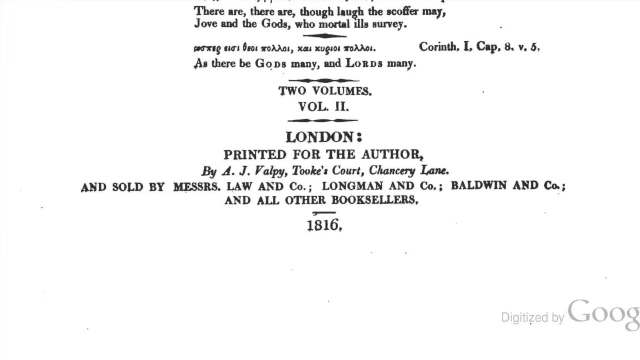 There are, there are, though laugh the scoffer may,
Jove and the Gods, who mortal ills survey.
ωσπερ εισι θεοι πολλοι, και κυριοι πολλοι. Corinth, I, Cap, 8. v. 5.
As there be GODS many, and LORDS many.
TWO VOLUMES.
VOL. II.
LONDON:
PRINTED FOR THE AUTHOR,
By A. J. Valpy, Tooke's Court, Chancery Lane.
AND SOLD BY MESSRS. LAW AND Co.; LONGMAN AND Co.; BALDWIN AND Co.;
AND ALL OTHER BOOKSELLERS,
1816,
Digitized by Goog